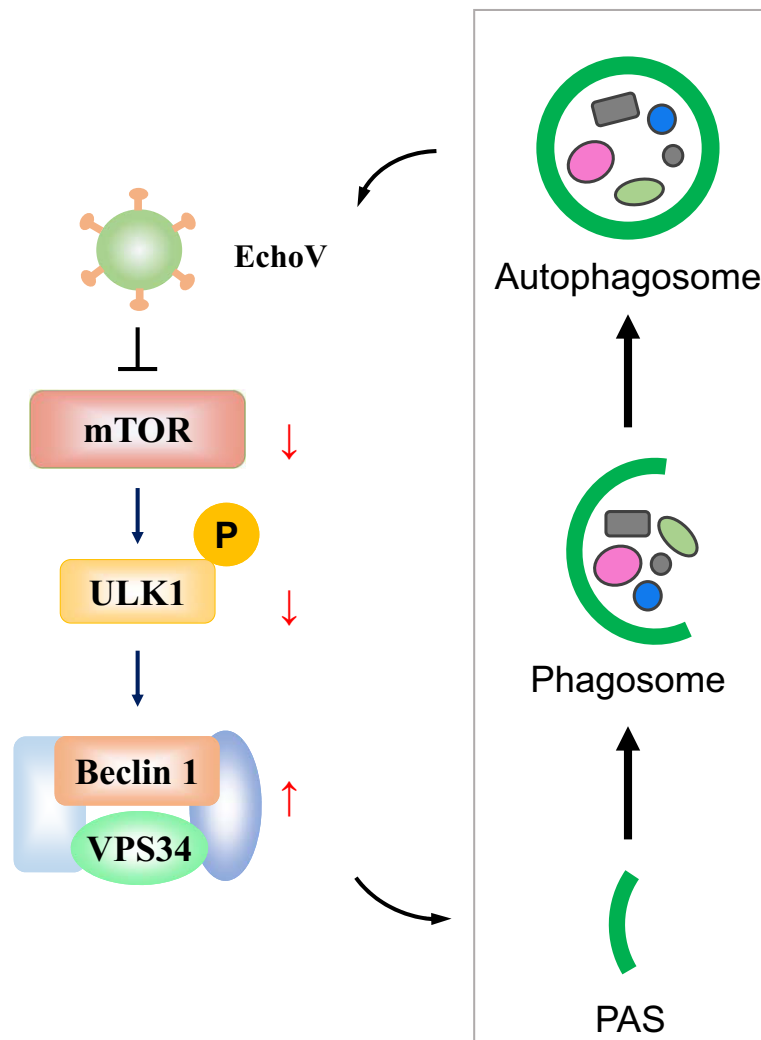 EchoV
mTOR
↓
P
ULK1
↓
Beclin 1
↑
VPS34
Autophagosome
Phagosome
PAS